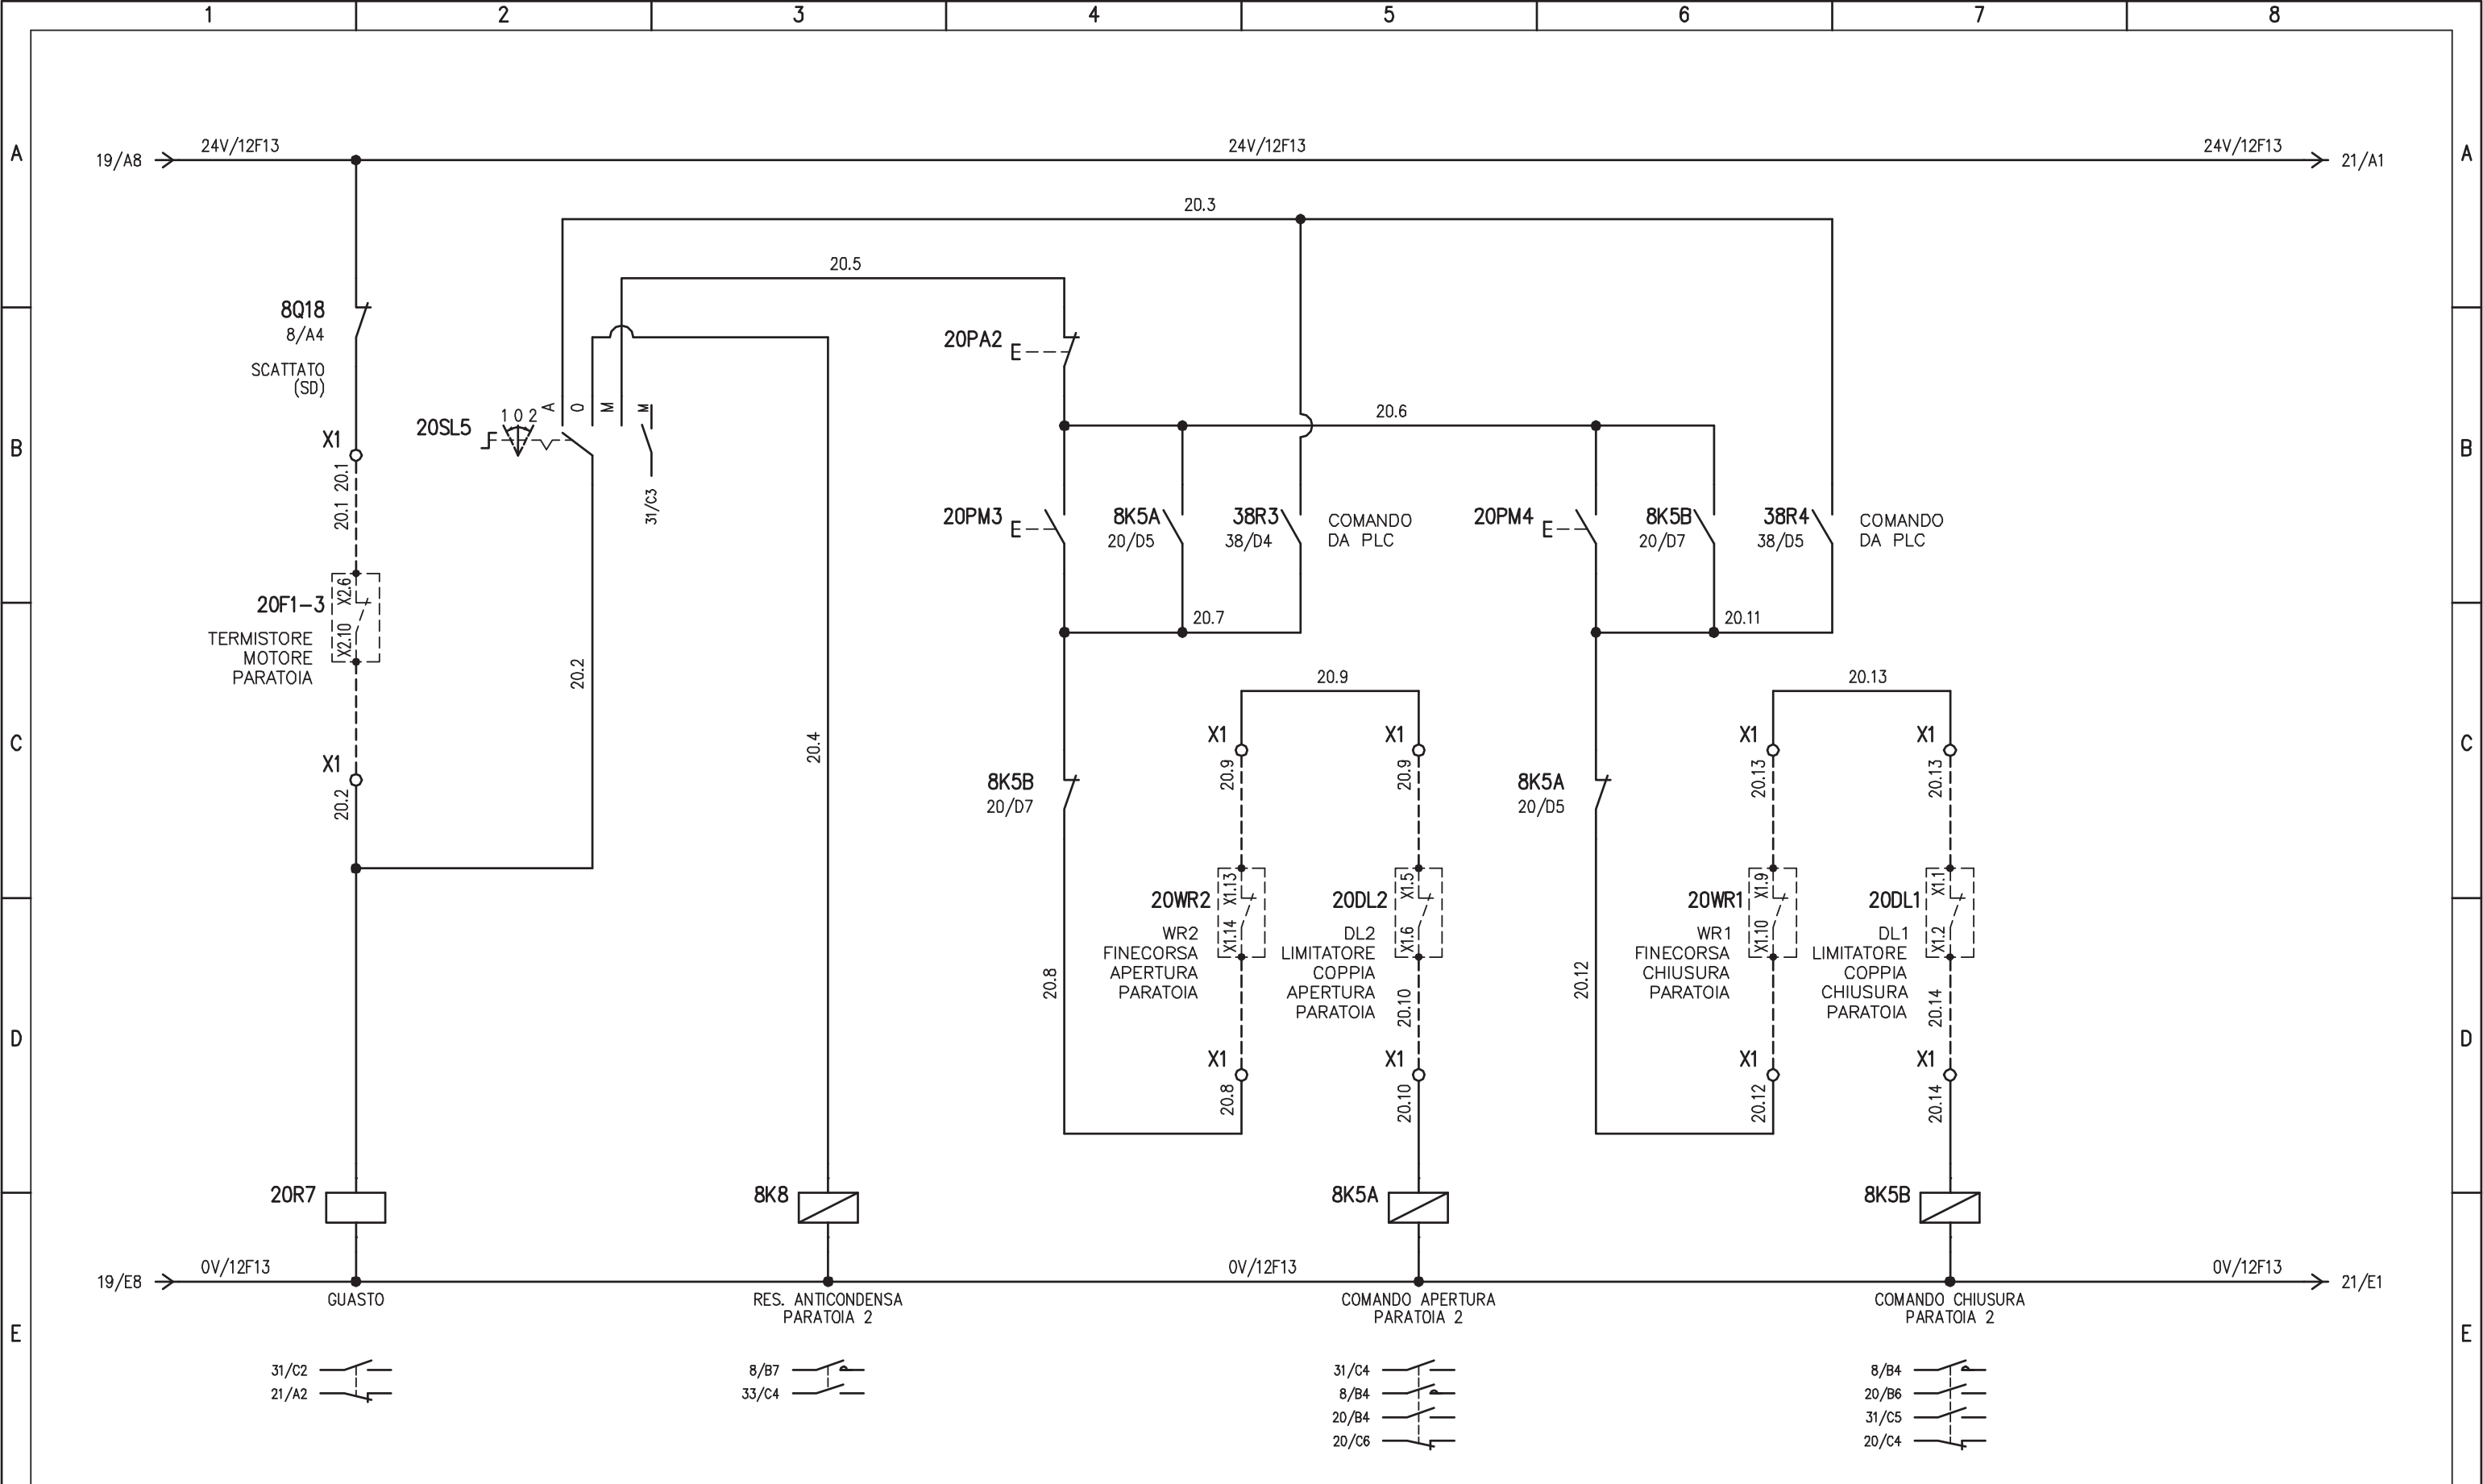 1 2 3 4 5 6 7 8
A A
19/A8 24V/12F13 24V/12F13 24V/12F13 21/A1
20.3
20.5
8Q18
8/A4
SCATTATO
(SD)
20PA2
B B
20SL5 1 0 2 A 0 M M
31/C3
20.6
X1
20.1
20.1
20PM3
8K5A
20/D5
38R3
38/D4
COMANDO
DA PLC
20PM4
8K5B
20/D7
38R4
38/D5
COMANDO
DA PLC
20F1-3
X2.6
X2.10
TERMISTORE
MOTORE
PARATOIA
20.2
20.7
20.11
20.9
20.13
C C
X1
20.2
20.4
8K5B
20/D7
X1
20.9
X1
20.9
8K5A
20/D5
X1
20.13
X1
20.13
20WR2
X1.13
X1.14
WR2
FINECORSA
APERTURA
PARATOIA
20DL2
X1.5
X1.6
DL2
LIMITATORE
COPPIA
APERTURA
PARATOIA
20WR1
X1.9
X1.10
WR1
FINECORSA
CHIUSURA
PARATOIA
20DL1
X1.1
X1.2
DL1
LIMITATORE
COPPIA
CHIUSURA
PARATOIA
20.8
20.10
20.12
20.14
D D
X1
20.8
X1
20.10
X1
20.12
X1
20.14
20R7 8K8 8K5A 8K5B
19/E8 0V/12F13 0V/12F13 0V/12F13 21/E1
GUASTO
RES. ANTICONDENSA
PARATOIA 2
COMANDO APERTURA
PARATOIA 2
COMANDO CHIUSURA
PARATOIA 2
E E
31/C2
21/A2
8/B7
33/C4
31/C4
8/B4
20/B4
20/C6
8/B4
20/B6
31/C5
20/C4